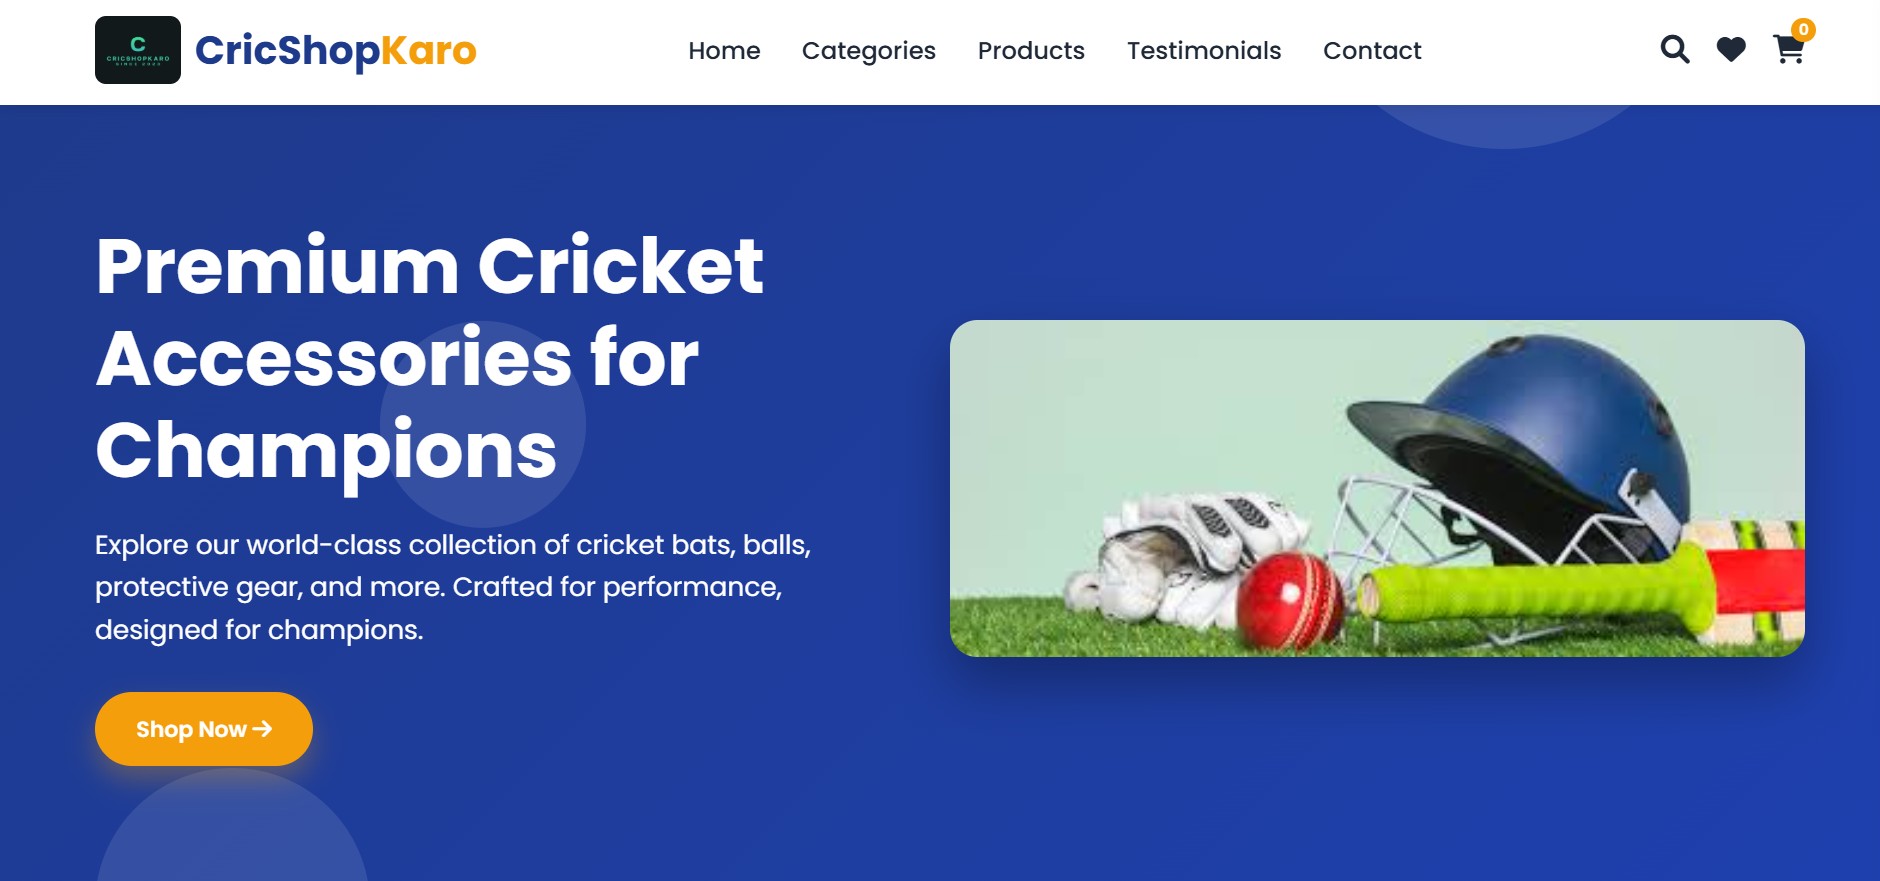 C
CRICSHOPKARO
CricShopKaro
Home Categories Products Testimonials Contact
0
Premium Cricket
Accessories for
Champions
Explore our world-class collection of cricket bats, balls,
protective gear, and more. Crafted for performance,
designed for champions.
Shop Now →